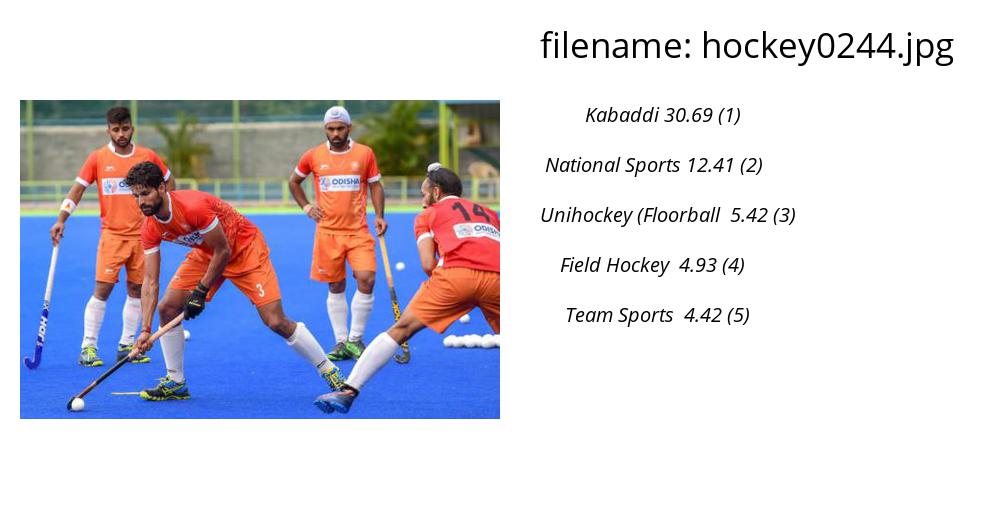 filename: hockey0244.jpg
Kabaddi 30.69 (1)
National Sports 12.41 (2)
Unihockey (Floorball 5.42 (3)
Field Hockey 4.93 (4)
Team Sports 4.42 (5)
ODISHA
14
3